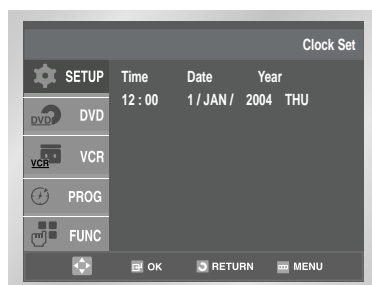 Clock Set
SETUP
Time Date Year
12 : 00 1 / JAN / 2004 THU
DVD DVD
VCR VCR
PROG
FUNC
OK RETURN MENU